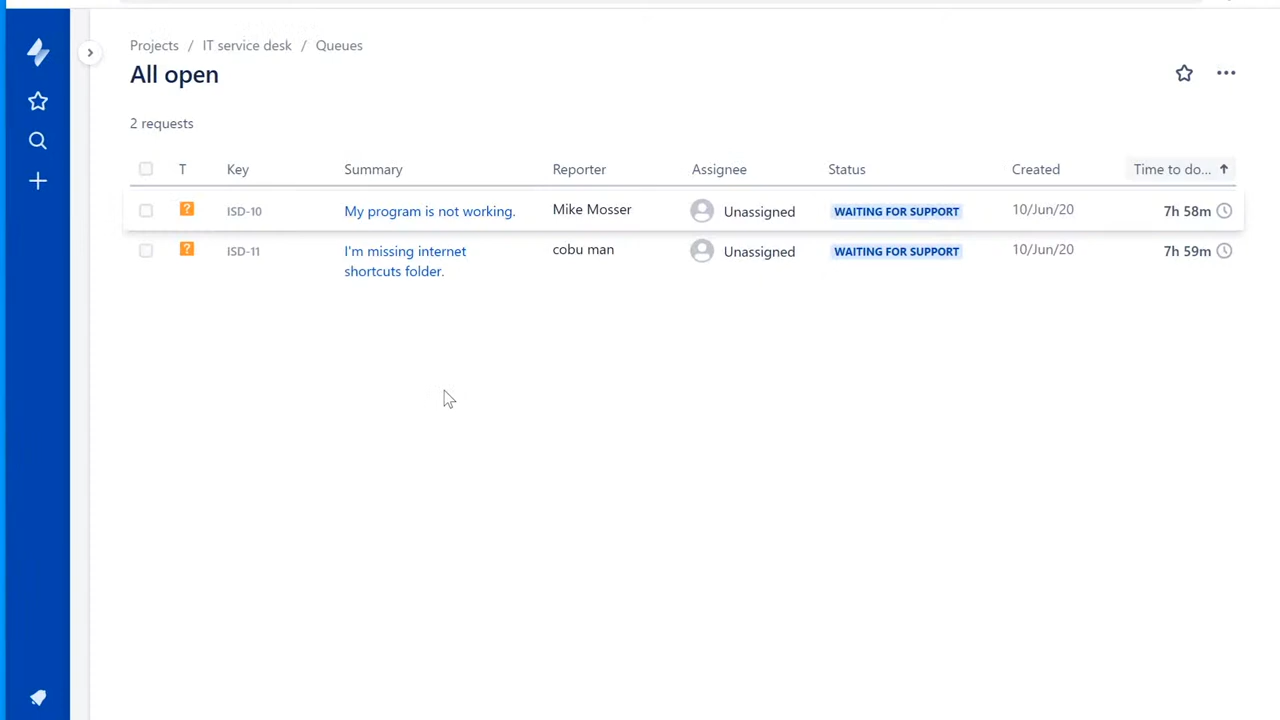 Projects / IT service desk / Queues
All open
2 requests
T Key Summary Reporter Assignee Status Created Time to do...
? ISD-10 My program is not working. Mike Mosser Unassigned WAITING FOR SUPPORT 10/Jun/20 7h 58m
? ISD-11 I'm missing internet cobu man Unassigned WAITING FOR SUPPORT 10/Jun/20 7h 59m
shortcuts folder.